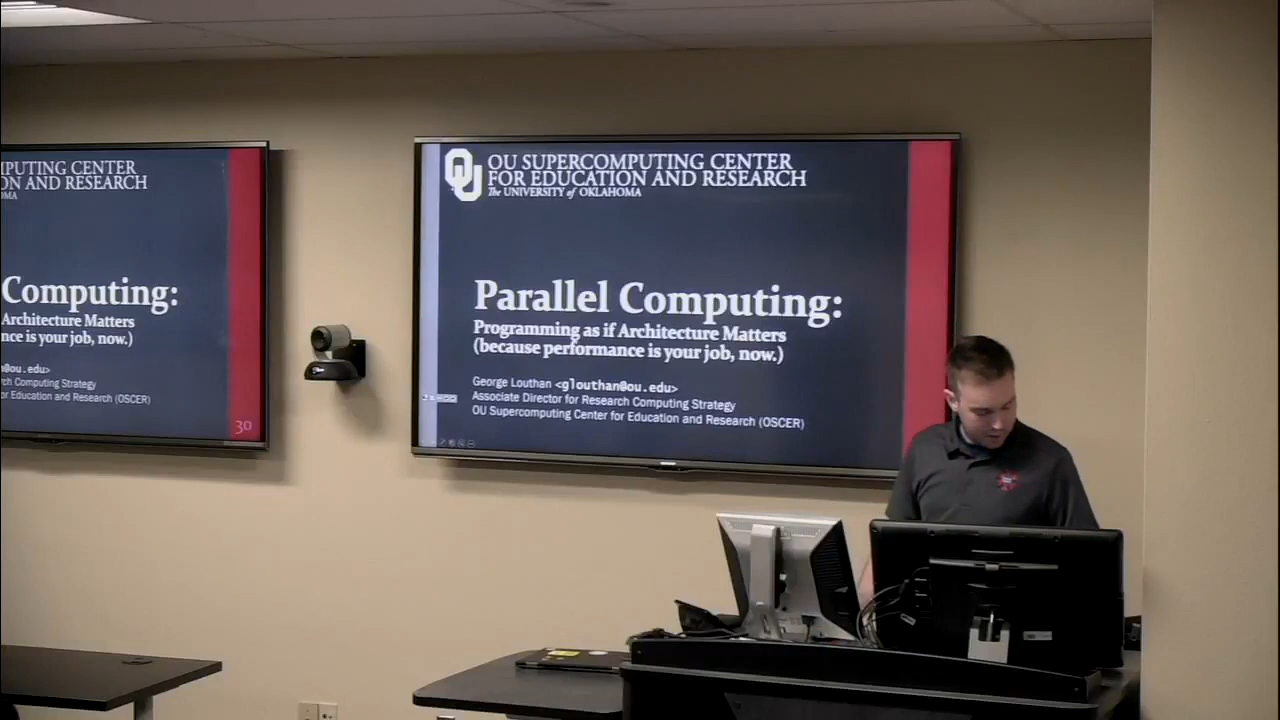 PUTING CENTER
ON AND RESEARCH
OMA
Computing:
Architecture Matters
nce is your job, now.)
@ou.edu>
rch Computing Strategy
or Education and Research (OSCER)
30
OU
OU SUPERCOMPUTING CENTER
FOR EDUCATION AND RESEARCH
The UNIVERSITY of OKLAHOMA
Parallel Computing:
Programming as if Architecture Matters
(because performance is your job, now.)
George Louthan <glouthan@ou.edu>
Associate Director for Research Computing Strategy
OU Supercomputing Center for Education and Research (OSCER)